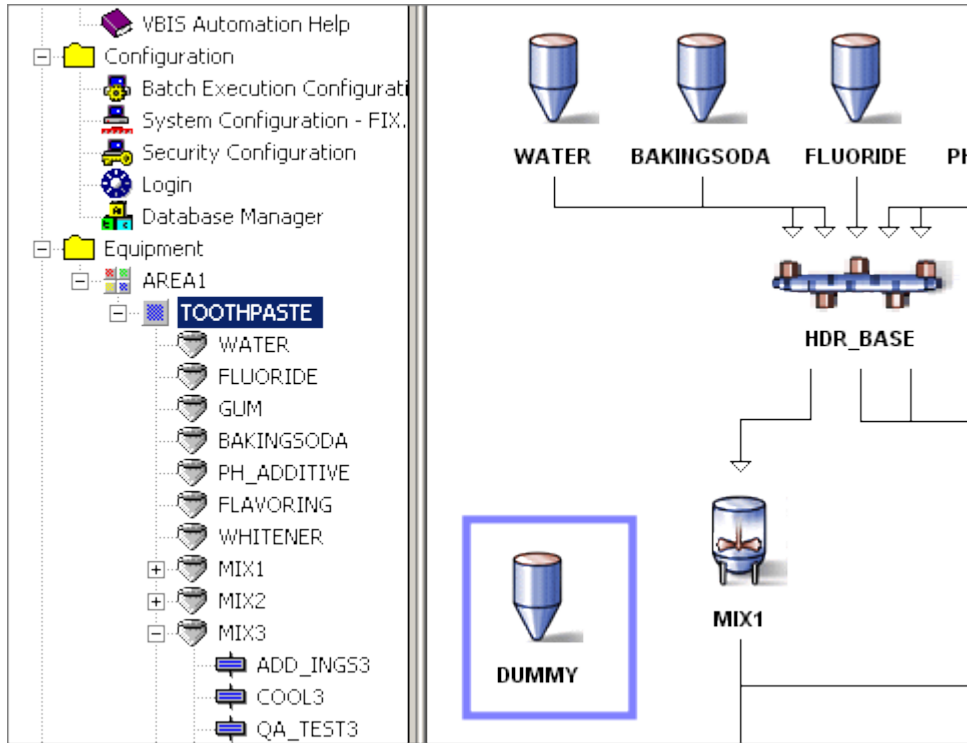 VBIS Automation Help
Configuration
Batch Execution Configurati
System Configuration - FIX.
Security Configuration
Login
Database Manager
Equipment
AREA1
TOOTHPASTE
WATER
FLUORIDE
GUM
BAKINGSODA
PH_ADDITIVE
FLAVORING
WHITENER
MIX1
MIX2
MIX3
ADD_INGS3
COOL3
QA_TEST3
WATER BAKINGSODA FLUORIDE PH
HDR_BASE
MIX1
DUMMY